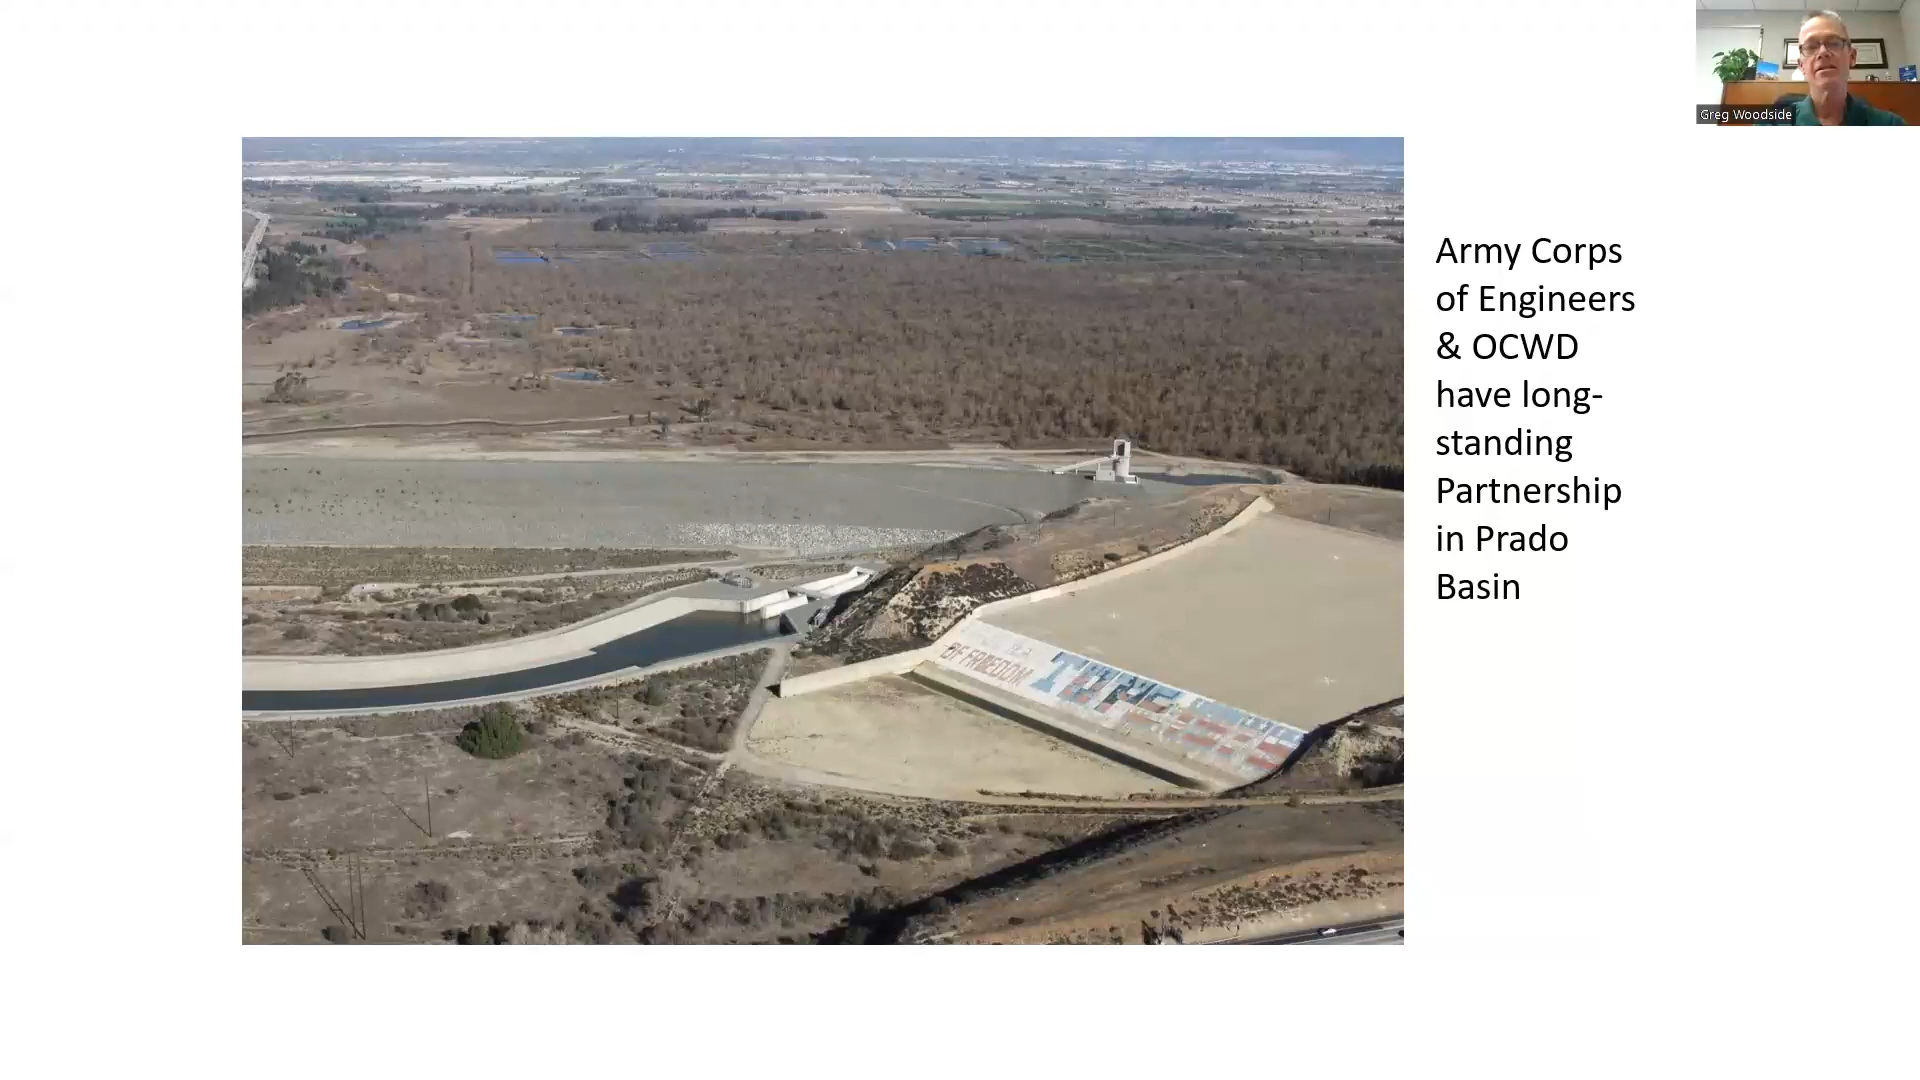 Greg Woodside
Army Corps
of Engineers
& OCWD
have long-
standing
Partnership
in Prado
Basin
OF FREEDOM